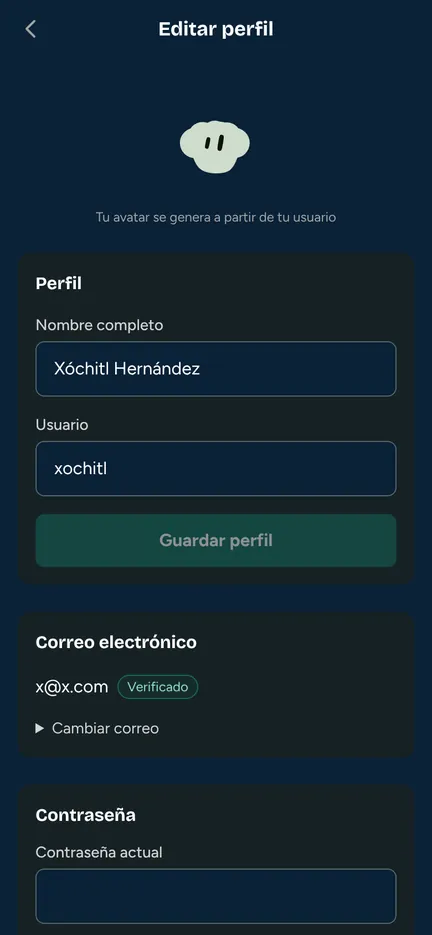 Editar perfil
Tu avatar se genera a partir de tu usuario
Perfil
Nombre completo
Xóchitl Hernández
Usuario
xochitl
Guardar perfil
Correo electrónico
x@x.com Verificado
Cambiar correo
Contraseña
Contraseña actual